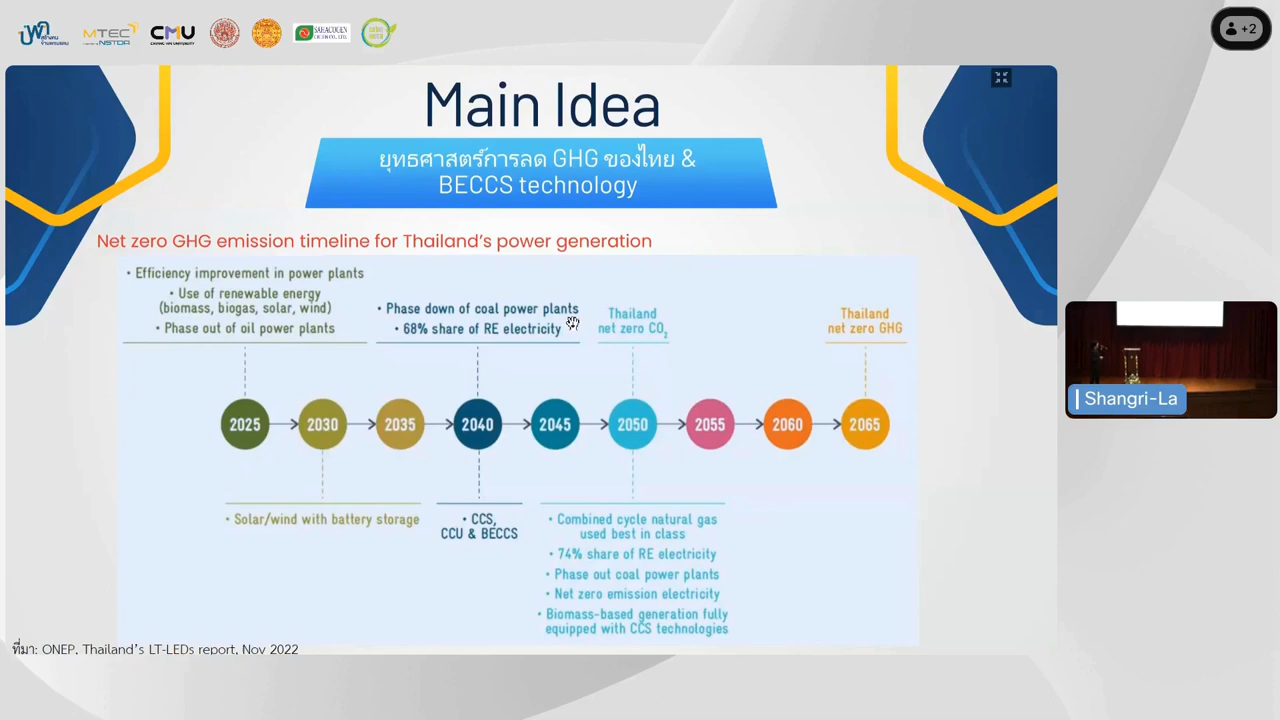 บพค
MTEC
NSTDA
CMU
CHIANG MAI UNIVERSITY
SAHACOGEN
+2
Main Idea
ยุทธศาสตร์การลด GHG ของไทย &
BECCS technology
Net zero GHG emission timeline for Thailand's power generation
• Efficiency improvement in power plants
• Use of renewable energy
(biomass, biogas, solar, wind)
• Phase out of oil power plants
• Phase down of coal power plants
• 68% share of RE electricity
Thailand
net zero CO₂
Thailand
net zero GHG
2025
2030
2035
2040
2045
2050
2055
2060
2065
• Solar/wind with battery storage
• CCS,
CCU & BECCS
• Combined cycle natural gas
used best in class
• 74% share of RE electricity
• Phase out coal power plants
• Net zero emission electricity
• Biomass-based generation fully
equipped with CCS technologies
ที่มา: ONEP, Thailand's LT-LEDs report, Nov 2022
Shangri-La